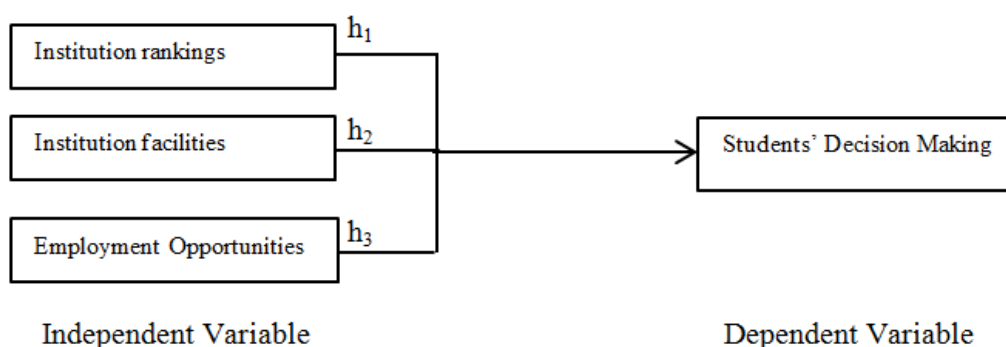 h₁
Institution rankings
h₂
Institution facilities
Students’ Decision Making
h₃
Employment Opportunities
Independent Variable
Dependent Variable